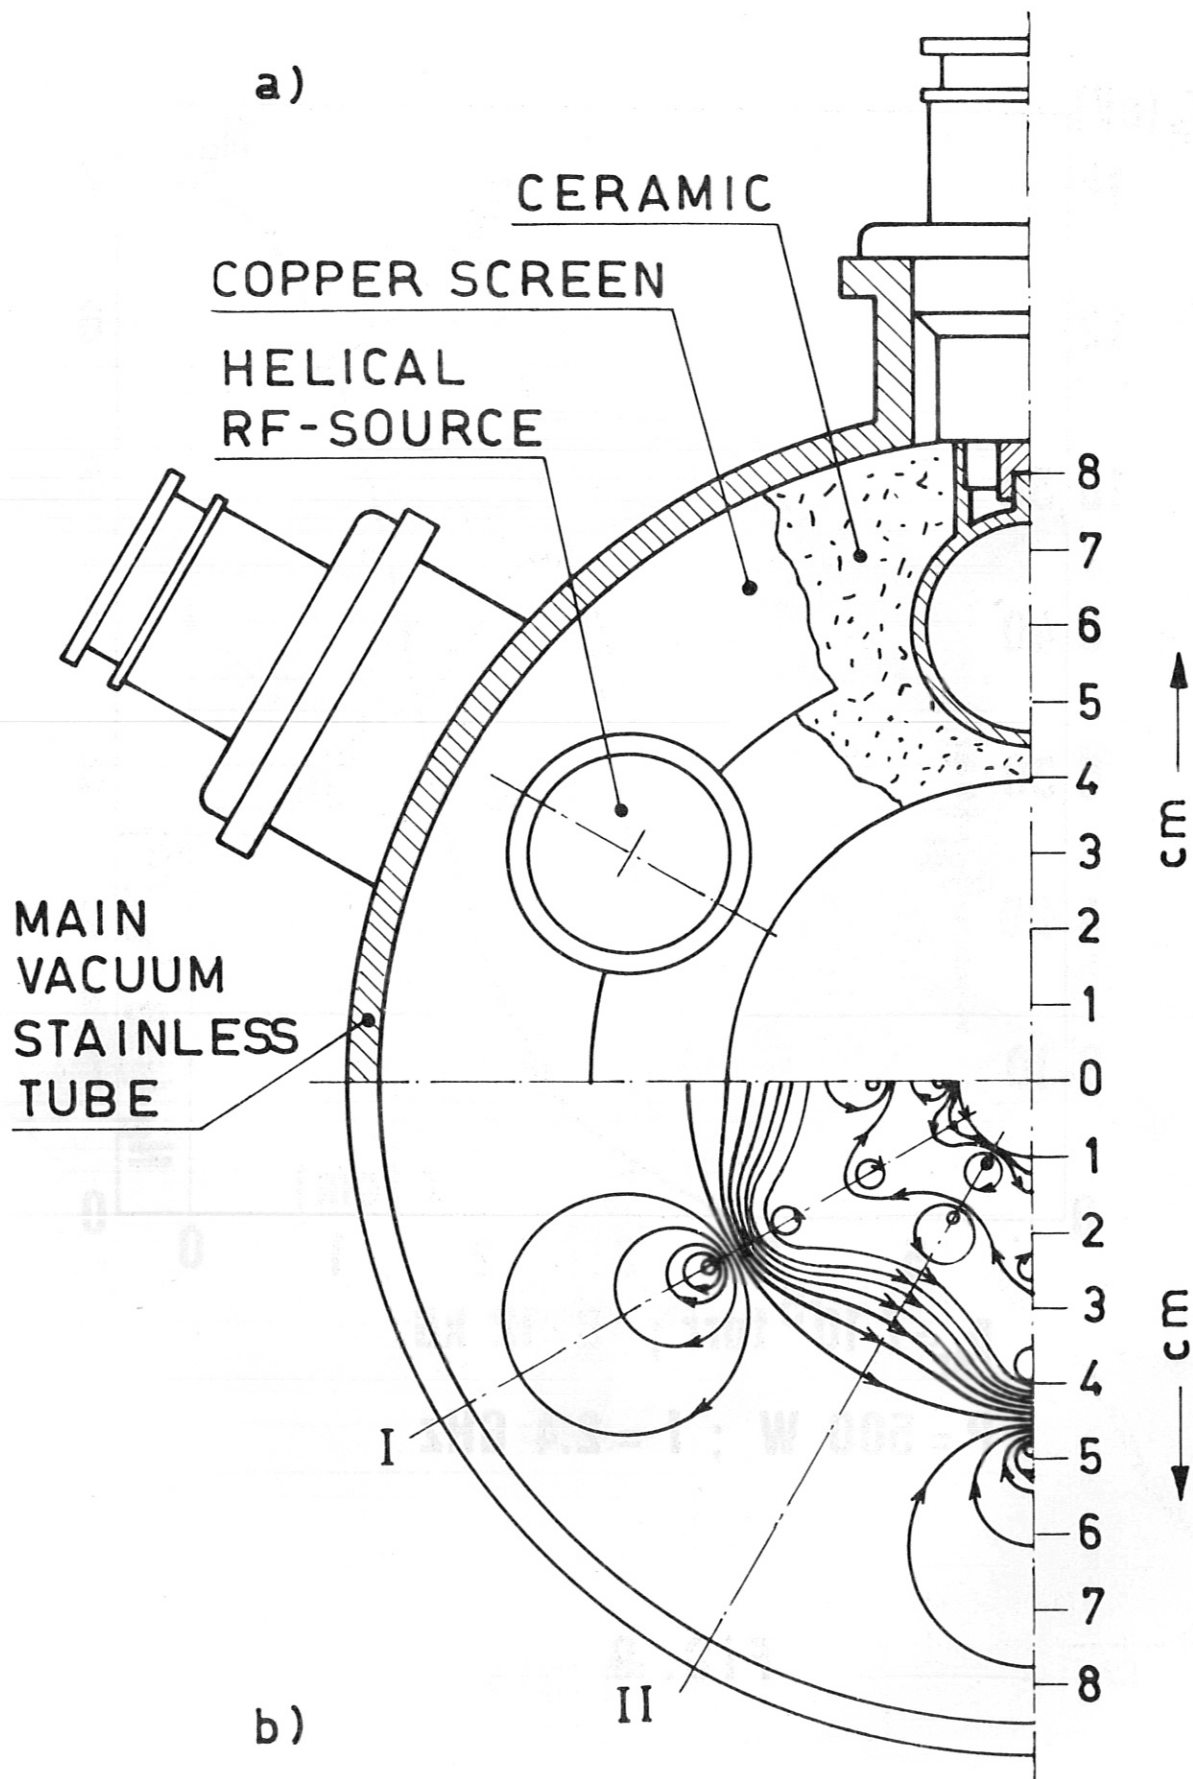 a)
CERAMIC
COPPER SCREEN
HELICAL
RF-SOURCE
MAIN
VACUUM
STAINLESS
TUBE
8
7
6
5
4
3
2
1
0
1
2
3
4
5
6
7
8
cm
cm
I
II
b)